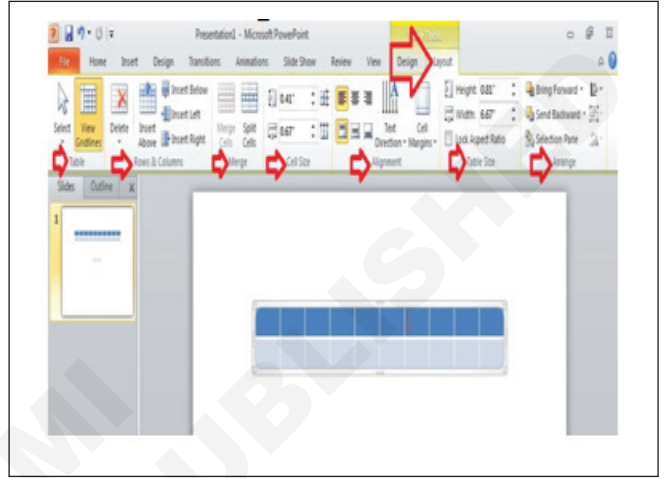 Presentation1 - Microsoft PowerPoint
File Home Insert Design Transitions Animations Slide Show Review View Design Layout
Select View Gridlines Delete Insert Above Insert Below Insert Left Insert Right Merge Cells Split Cells 0.41" 0.67" Text Direction Cell Margins Height: 0.81" Width: 6.67" Lock Aspect Ratio Bring Forward Send Backward Selection Pane
Table Rows & Columns Merge Cell Size Alignment Table Size Arrange
Slides Outline x
1